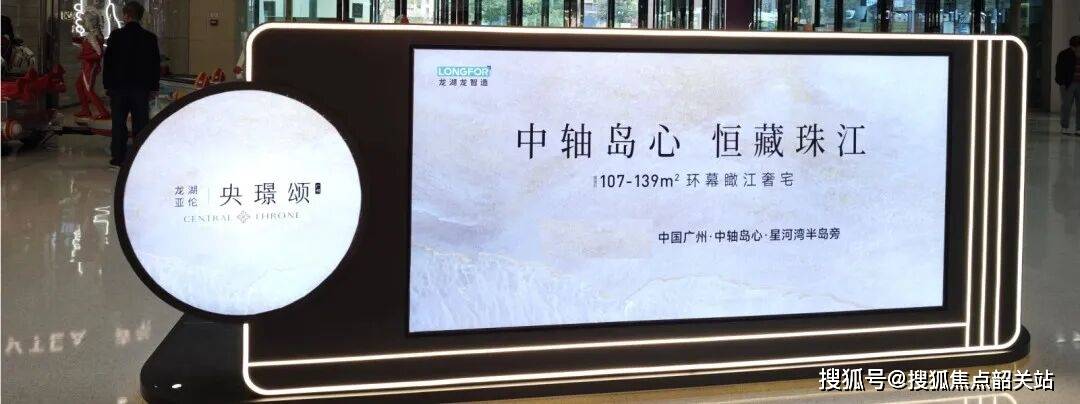 龙湖
亚伦
央璟颂
CENTRAL THRONE
LONGFOR
龙湖龙智造
中轴岛心 恒藏珠江
107-139m² 环幕瞰江奢宅
中国广州·中轴岛心·星河湾半岛旁
搜狐号@搜狐焦点韶关站